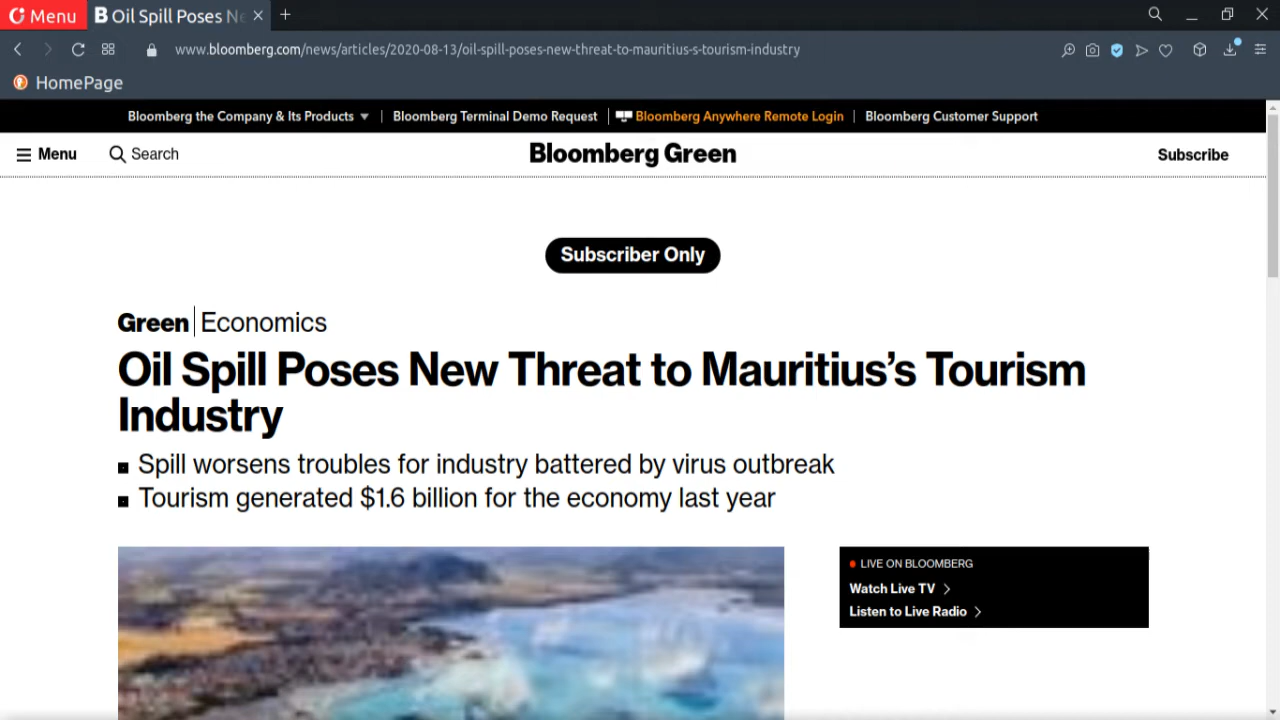 Menu
Oil Spill Poses Ne
www.bloomberg.com/news/articles/2020-08-13/oil-spill-poses-new-threat-to-mauritius-s-tourism-industry
HomePage
Bloomberg the Company & Its Products
Bloomberg Terminal Demo Request
Bloomberg Anywhere Remote Login
Bloomberg Customer Support
Menu
Search
Bloomberg Green
Subscribe
Subscriber Only
Green
Economics
Oil Spill Poses New Threat to Mauritius’s Tourism
Industry
Spill worsens troubles for industry battered by virus outbreak
Tourism generated $1.6 billion for the economy last year
LIVE ON BLOOMBERG
Watch Live TV
Listen to Live Radio